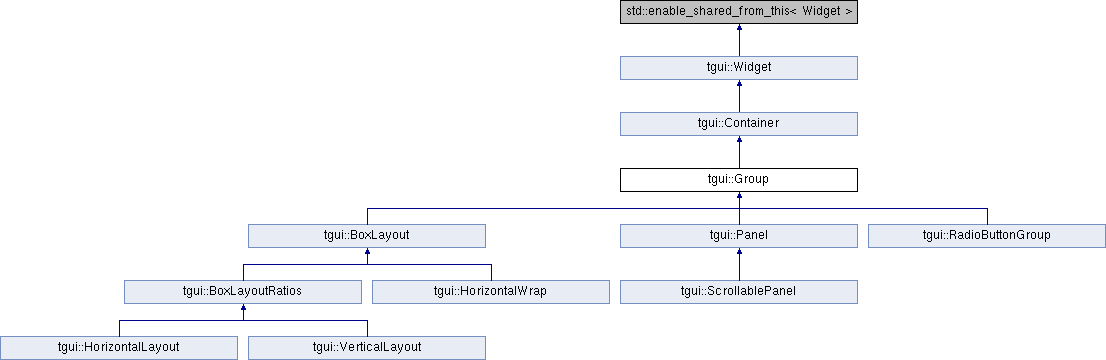 std::enable_shared_from_this< Widget >
tgui::Widget
tgui::Container
tgui::Group
tgui::BoxLayout
tgui::Panel
tgui::RadioButtonGroup
tgui::BoxLayoutRatios
tgui::HorizontalWrap
tgui::ScrollablePanel
tgui::HorizontalLayout
tgui::VerticalLayout